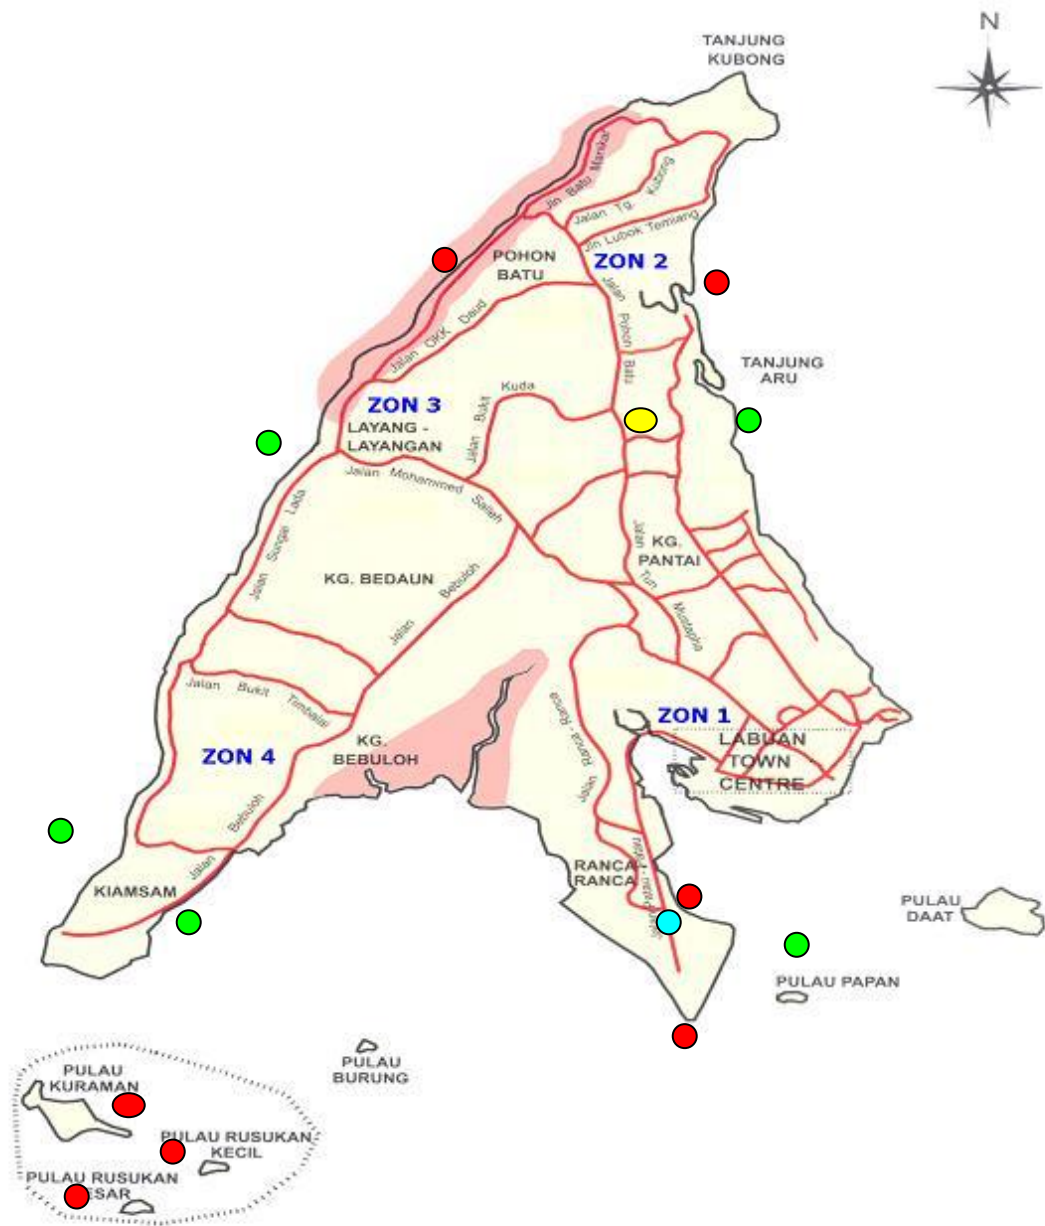 N
TANJUNG
KUBONG
Jln Batu Manikar
Jalan Tg. Kubong
Jln Lubok Temiang
POHON
BATU
ZON 2
Jalan Pohon Batu
Jalan OKK Daud
TANJUNG
ARU
ZON 3
LAYANG -
LAYANGAN
Jalan Bukit Kuda
Jalan Mohammed Salleh
Jalan Sungai Lada
KG.
PANTAI
Jalan Tun Mustapha
KG. BEDAUN
Jalan Bebuloh
Jalan Bukit Timbalai
Jalan Ranca-Ranca
ZON 1
LABUAN
TOWN
CENTRE
KG.
BEBULOH
ZON 4
Jalan Bebuloh
RANCA-
RANCA
KIAMSAM
PULAU
DAAT
PULAU PAPAN
PULAU
BURUNG
PULAU
KURAMAN
PULAU RUSUKAN
KECIL
PULAU RUSUKAN
ESAR